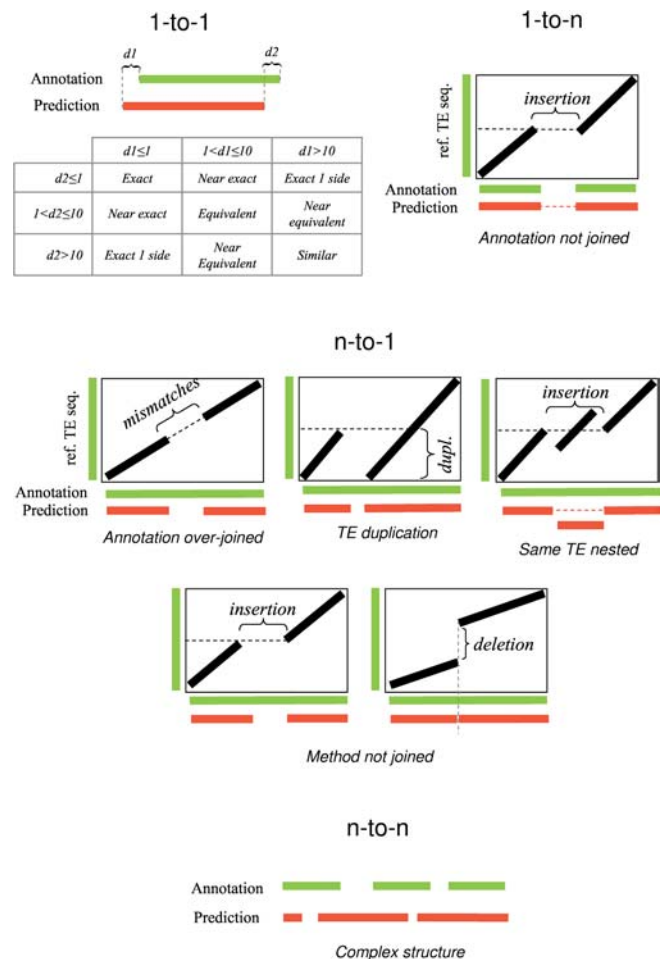 1-to-1
1-to-n
d1
d2
Annotation
Prediction
d1≤1
1<d1≤10
d1>10
d2≤1
Exact
Near exact
Exact 1 side
1<d2≤10
Near exact
Equivalent
Near
equivalent
d2>10
Exact 1 side
Near
Equivalent
Similar
ref. TE seq.
insertion
Annotation
Prediction
Annotation not joined
n-to-1
ref. TE seq.
mismatches
dupl.
insertion
Annotation
Prediction
Annotation over-joined
TE duplication
Same TE nested
insertion
deletion
Method not joined
n-to-n
Annotation
Prediction
Complex structure